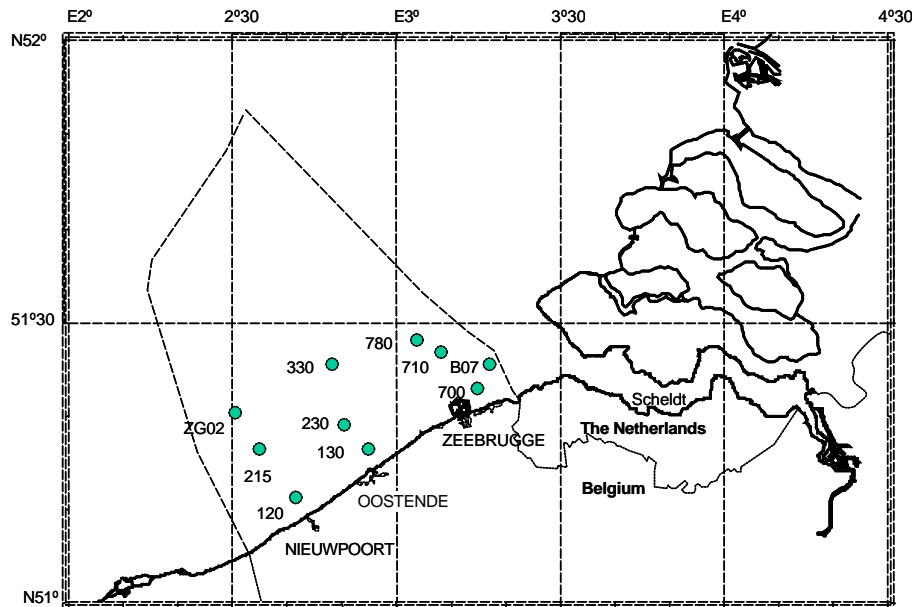 E2º 2º30 E3º 3º30 E4º 4º30
N52º
51º30
780
330 710 B07
700
Scheldt
ZG02 230 The Netherlands
ZEEBRUGGE
130
215
Belgium
OOSTENDE
120
NIEUWPOORT
N51º